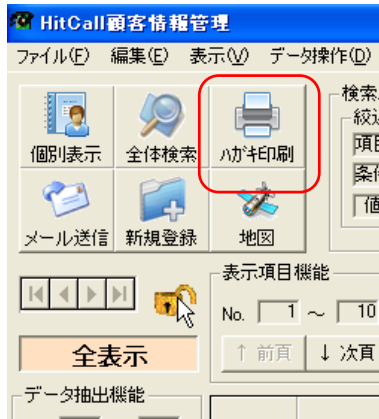 HitCall顧客情報管理
ファイル(F) 編集(E) 表示(V) データ操作(D)
個別表示 全体検索 ハガキ印刷
メール送信 新規登録 地図
検索
項目
条件
値
表示項目機能
No. 1 ～ 10
↑ 前頁 ↓ 次頁
全表示
データ抽出機能